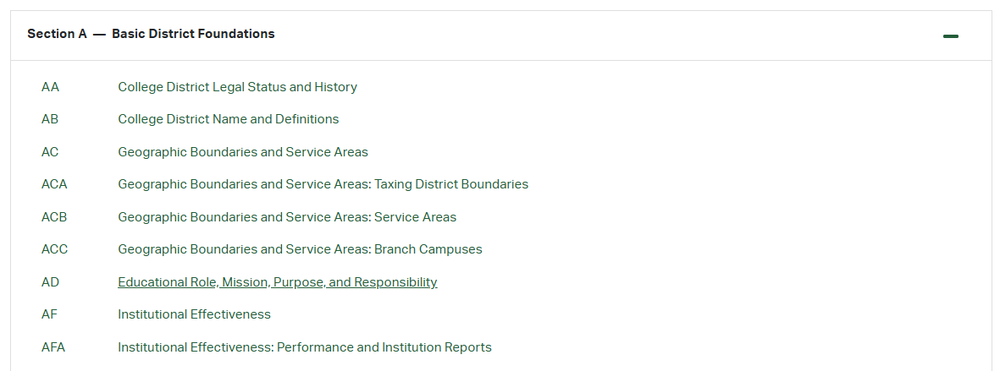 Section A — Basic District Foundations
AA College District Legal Status and History
AB College District Name and Definitions
AC Geographic Boundaries and Service Areas
ACA Geographic Boundaries and Service Areas: Taxing District Boundaries
ACB Geographic Boundaries and Service Areas: Service Areas
ACC Geographic Boundaries and Service Areas: Branch Campuses
AD Educational Role, Mission, Purpose, and Responsibility
AF Institutional Effectiveness
AFA Institutional Effectiveness: Performance and Institution Reports